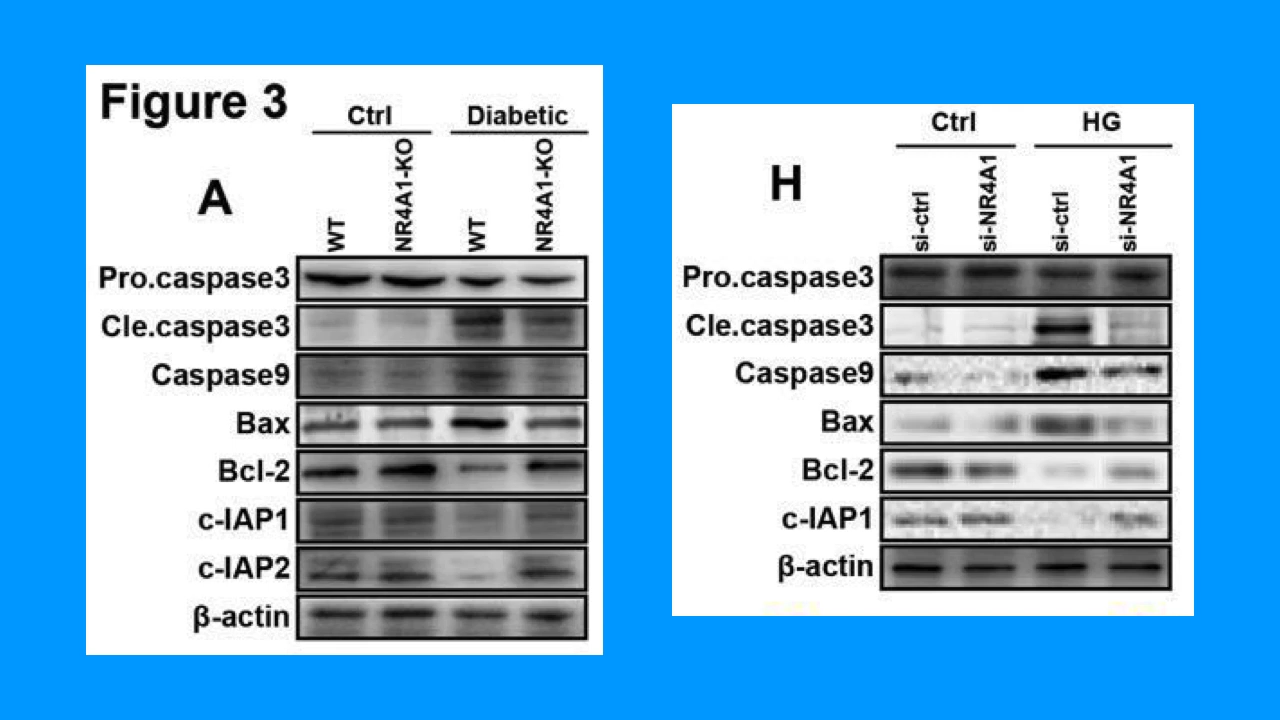 Figure 3
Ctrl Diabetic
A
WT NR4A1-KO WT NR4A1-KO
Pro.caspase3
Cle.caspase3
Caspase9
Bax
Bcl-2
c-IAP1
c-IAP2
β-actin
Ctrl HG
H
si-ctrl si-NR4A1 si-ctrl si-NR4A1
Pro.caspase3
Cle.caspase3
Caspase9
Bax
Bcl-2
c-IAP1
β-actin